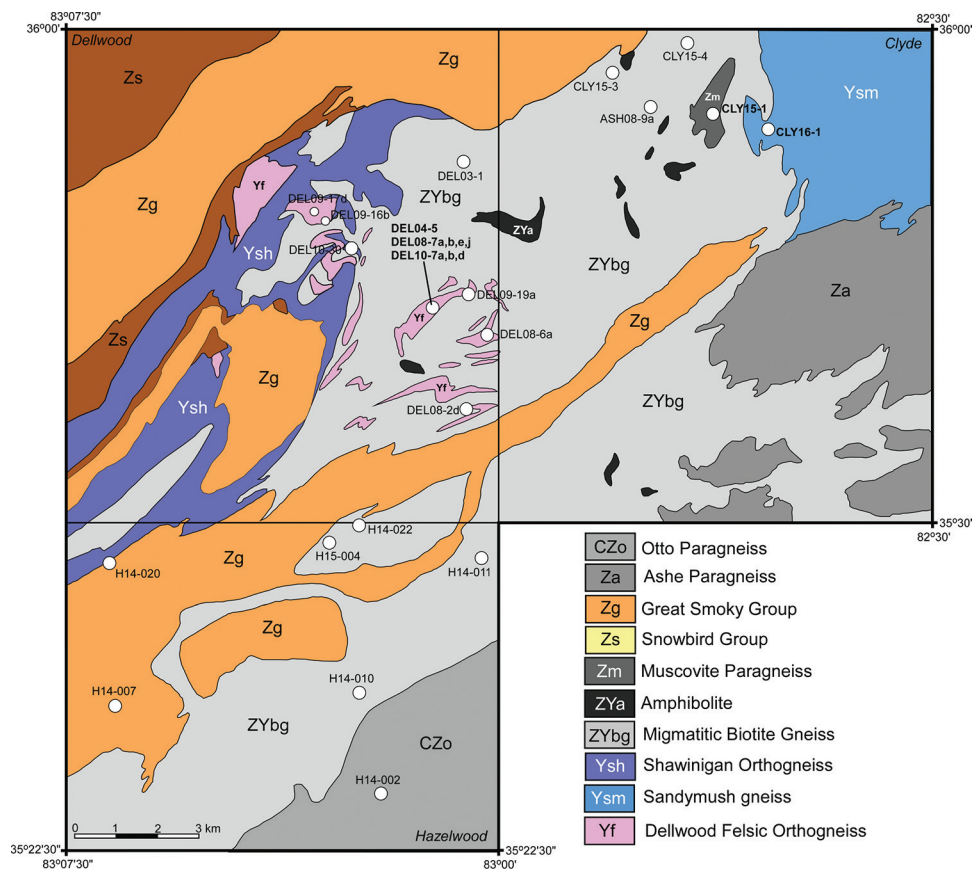 83°07'30"
82°30'
36°00'
36°00'
Dellwood
Clyde
Zs
Zg
CLY15-4
CLY15-3
Zm
CLY15-1
ASH08-9a
CLY16-1
Ysm
Yf
DEL03-1
ZYbg
Zg
DEL09-17d
DEL09-16b
DEL04-5
DEL08-7a,b,e,j
DEL10-7a,b,d
ZYa
Ysh
DEL10-30
ZYbg
Za
DEL09-19a
Yf
Zg
Zs
DEL08-6a
Zg
Ysh
Yf
ZYbg
DEL08-2d
Za
35°30'
82°30'
H14-022
H15-004
Zg
H14-011
H14-020
Zg
H14-010
H14-007
ZYbg
CZo
H14-002
0 1 2 3 km
Hazelwood
35°22'30"
35°22'30"
83°07'30"
83°00'
CZo Otto Paragneiss
Za Ashe Paragneiss
Zg Great Smoky Group
Zs Snowbird Group
Zm Muscovite Paragneiss
ZYa Amphibolite
ZYbg Migmatitic Biotite Gneiss
Ysh Shawinigan Orthogneiss
Ysm Sandymush gneiss
Yf Dellwood Felsic Orthogneiss